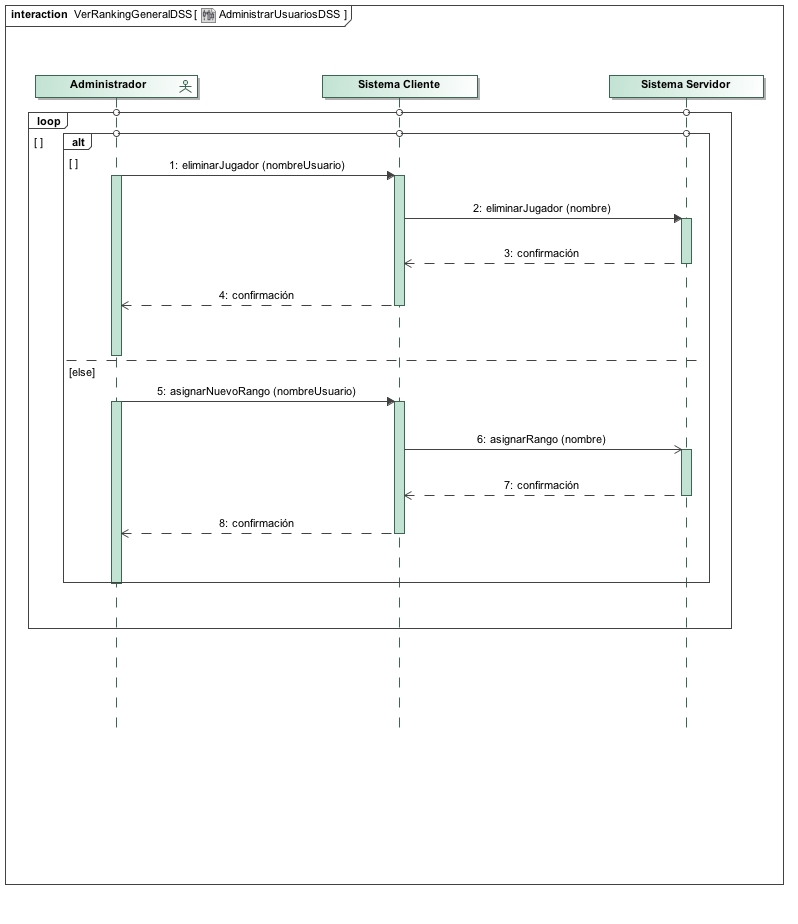 interaction VerRankingGeneralDSS [ AdministrarUsuariosDSS ]
Administrador
Sistema Cliente
Sistema Servidor
loop
[ ]
alt
[ ]
1: eliminarJugador (nombreUsuario)
2: eliminarJugador (nombre)
3: confirmación
4: confirmación
[else]
5: asignarNuevoRango (nombreUsuario)
6: asignarRango (nombre)
7: confirmación
8: confirmación